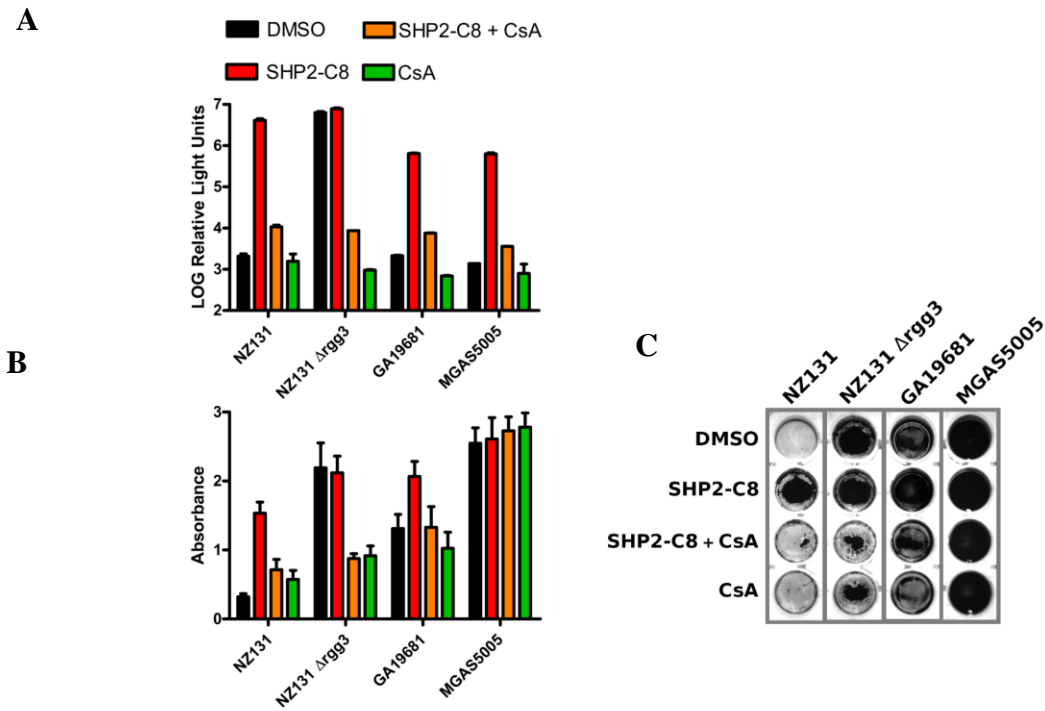 A
DMSO
SHP2-C8 + CsA
SHP2-C8
CsA
LOG Relative Light Units
7
6
5
4
3
2
NZ131
NZ131 Δrgg3
GA19681
MGAS5005
B
Absorbance
3
2
1
0
NZ131
NZ131 Δrgg3
GA19681
MGAS5005
C
NZ131
NZ131 Δrgg3
GA19681
MGAS5005
DMSO
SHP2-C8
SHP2-C8 + CsA
CsA